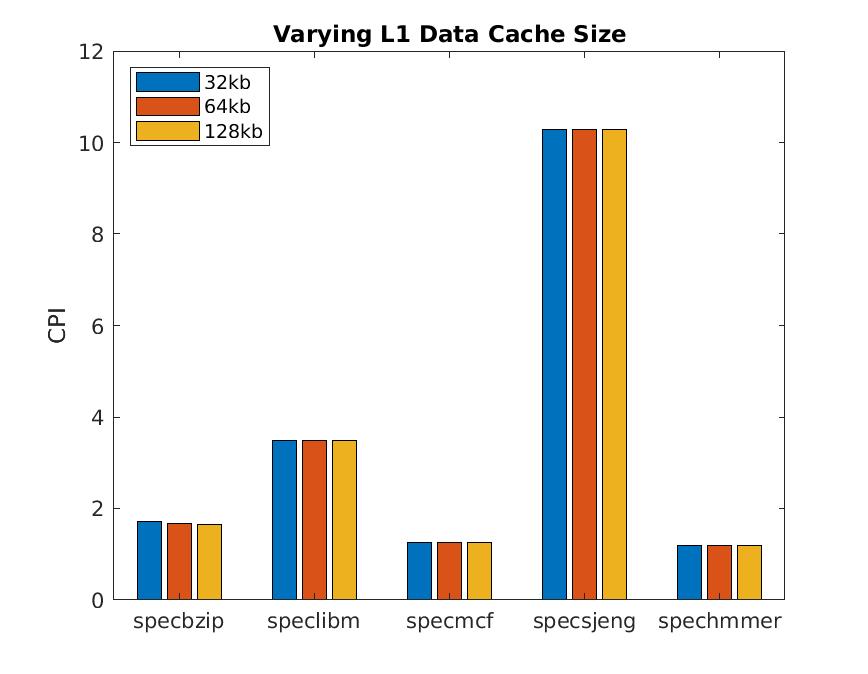 Varying L1 Data Cache Size
12
32kb
64kb
128kb
10
8
6
CPI
4
2
0
specbzip speclibm specmcf specsjeng spechmmer